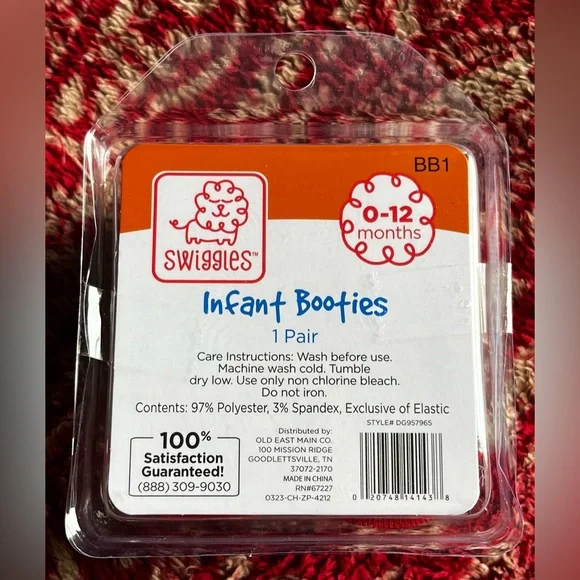 BB1
SWiggLES™
0-12
months
Infant Booties
1 Pair
Care Instructions: Wash before use.
Machine wash cold. Tumble
dry low. Use only non chlorine bleach.
Do not iron.
Contents: 97% Polyester, 3% Spandex, Exclusive of Elastic
STYLE# DG957965
100%
Satisfaction
Guaranteed!
(888) 309-9030
Distributed by:
OLD EAST MAIN CO.
100 MISSION RIDGE
GOODLETTSVILLE, TN
37072-2170
MADE IN CHINA
RN#67227
0323-CH-ZP-4212
0 20748 14143 8